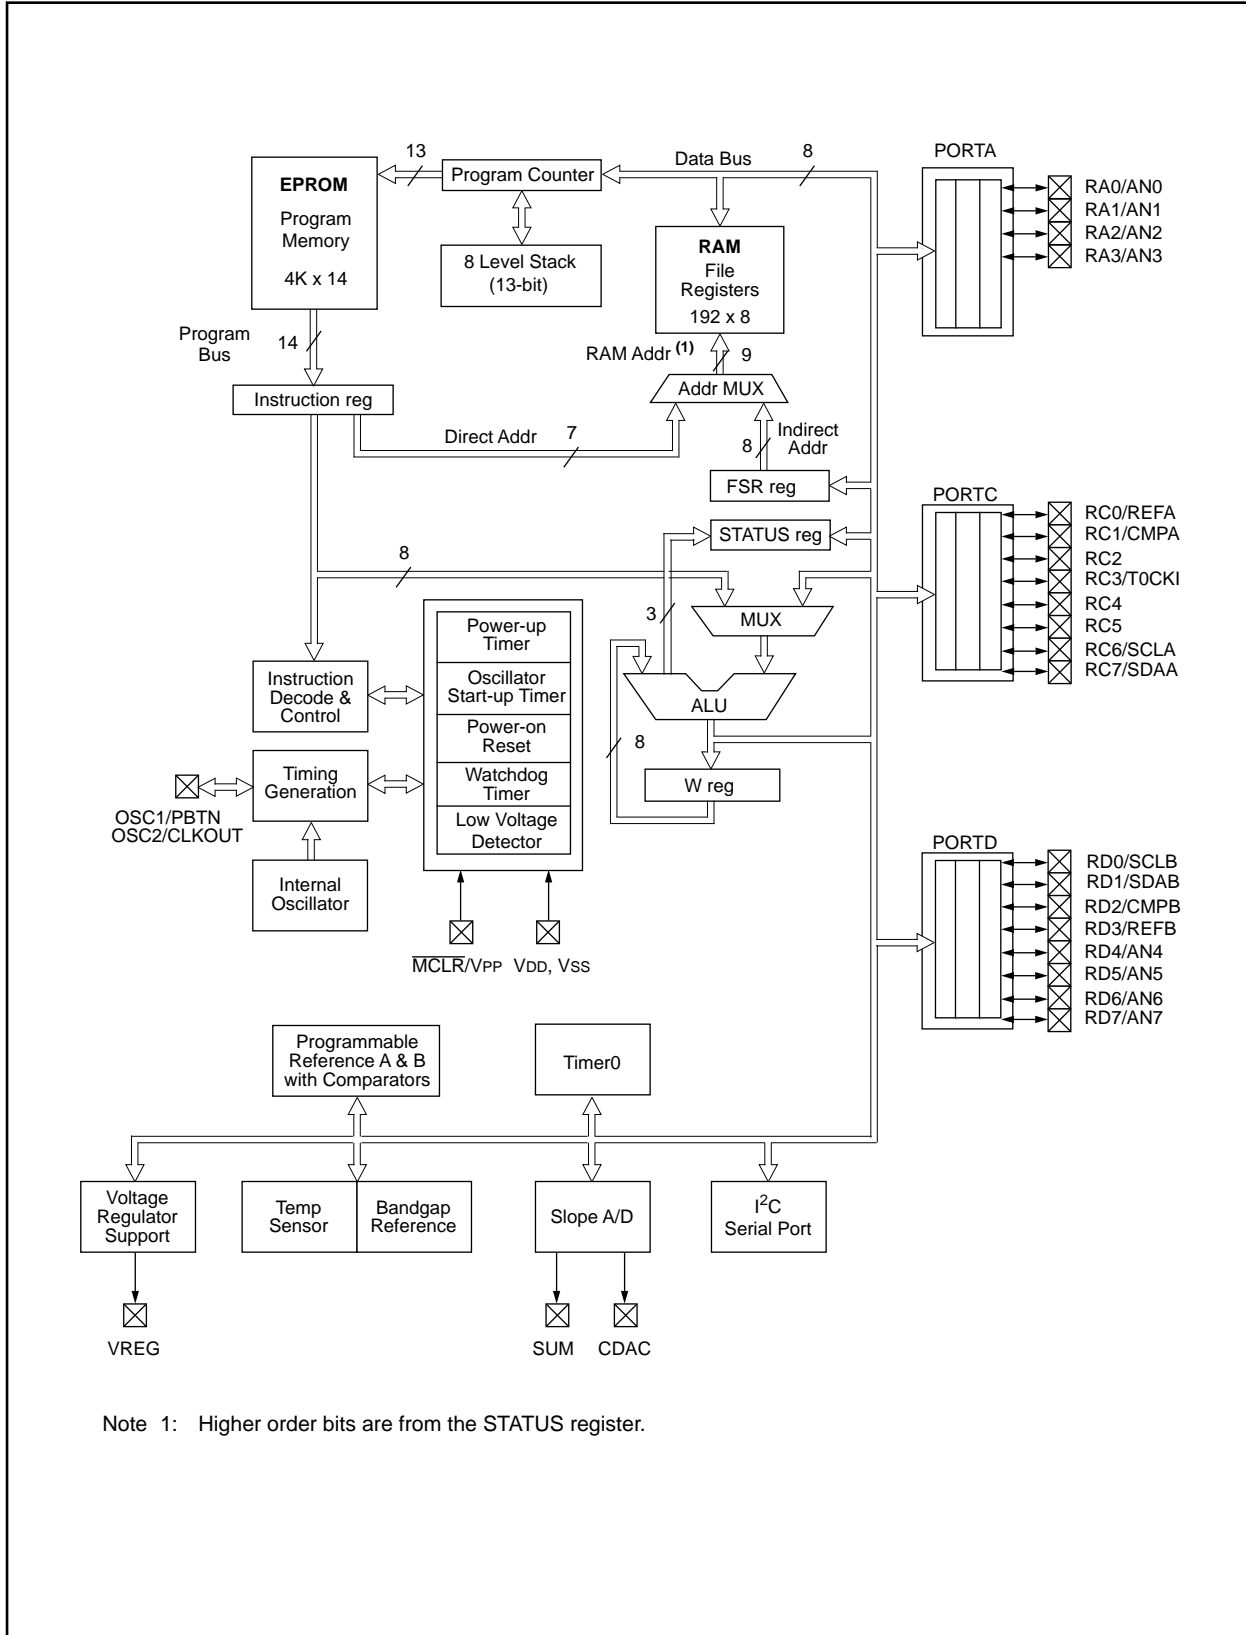 EPROM
Program
Memory
4K x 14
13
Program Counter
Data Bus
8
8 Level Stack
(13-bit)
RAM
File
Registers
192 x 8
PORTA
RA0/AN0
RA1/AN1
RA2/AN2
RA3/AN3
Program
Bus
14
RAM Addr (1)
9
Addr MUX
Instruction reg
Direct Addr
7
8
Indirect
Addr
FSR reg
STATUS reg
PORTC
RC0/REFA
RC1/CMPA
RC2
RC3/T0CKI
RC4
RC5
RC6/SCLA
RC7/SDAA
8
3
MUX
ALU
8
W reg
Power-up
Timer
Oscillator
Start-up Timer
Power-on
Reset
Watchdog
Timer
Low Voltage
Detector
Instruction
Decode &
Control
Timing
Generation
OSC1/PBTN
OSC2/CLKOUT
Internal
Oscillator
MCLR/VPP
VDD, VSS
PORTD
RD0/SCLB
RD1/SDAB
RD2/CMPB
RD3/REFB
RD4/AN4
RD5/AN5
RD6/AN6
RD7/AN7
Programmable
Reference A & B
with Comparators
Timer0
Voltage
Regulator
Support
Temp
Sensor
Bandgap
Reference
Slope A/D
I2C
Serial Port
VREG
SUM
CDAC
Note 1: Higher order bits are from the STATUS register.